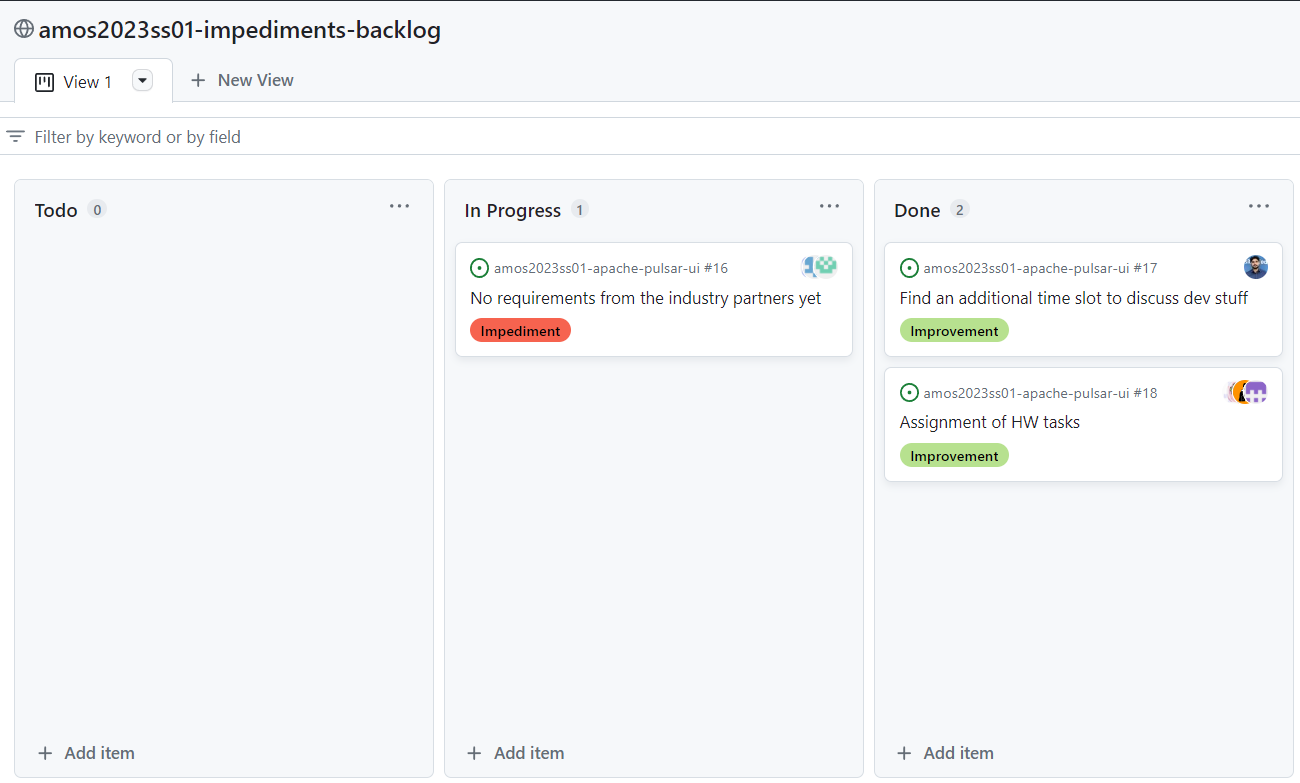 amos2023ss01-impediments-backlog
View 1
New View
Filter by keyword or by field
Todo 0
In Progress 1
amos2023ss01-apache-pulsar-ui #16
No requirements from the industry partners yet
Impediment
Done 2
amos2023ss01-apache-pulsar-ui #17
Find an additional time slot to discuss dev stuff
Improvement
amos2023ss01-apache-pulsar-ui #18
Assignment of HW tasks
Improvement
Add item
Add item
Add item